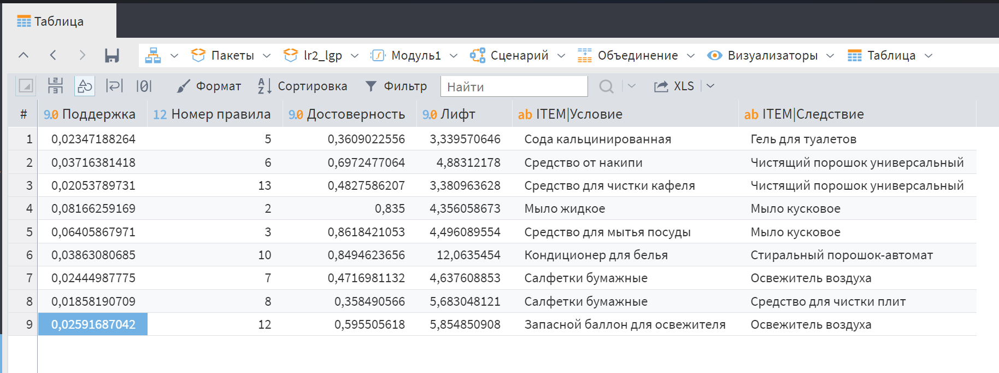 Таблица
Пакеты lr2_lgp Модуль1 Сценарий Объединение Визуализаторы Таблица
Формат Сортировка Фильтр Найти XLS
# 9.0 Поддержка 12 Номер правила 9.0 Достоверность 9.0 Лифт ab ITEM|Условие ab ITEM|Следствие
1 0,02347188264 5 0,3609022556 3,339570646 Сода кальцинированная Гель для туалетов
2 0,03716381418 6 0,6972477064 4,88312178 Средство от накипи Чистящий порошок универсальный
3 0,02053789731 13 0,4827586207 3,380963628 Средство для чистки кафеля Чистящий порошок универсальный
4 0,08166259169 2 0,835 4,356058673 Мыло жидкое Мыло кусковое
5 0,06405867971 3 0,8618421053 4,496089554 Средство для мытья посуды Мыло кусковое
6 0,03863080685 10 0,8494623656 12,0635454 Кондиционер для белья Стиральный порошок-автомат
7 0,02444987775 7 0,4716981132 4,637608853 Салфетки бумажные Освежитель воздуха
8 0,01858190709 8 0,358490566 5,683048121 Салфетки бумажные Средство для чистки плит
9 0,02591687042 12 0,595505618 5,854850908 Запасной баллон для освежителя Освежитель воздуха